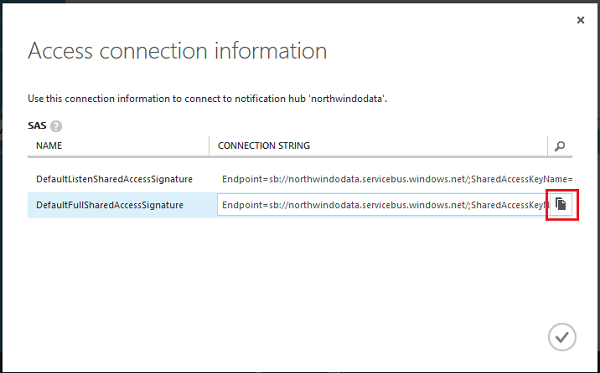 Access connection information
Use this connection information to connect to notification hub 'northwindodata'.
SAS ?
NAME CONNECTION STRING
DefaultListenSharedAccessSignature Endpoint=sb://northwindodata.servicebus.windows.net/;SharedAccessKeyName=
DefaultFullSharedAccessSignature Endpoint=sb://northwindodata.servicebus.windows.net/;SharedAccessKeyN